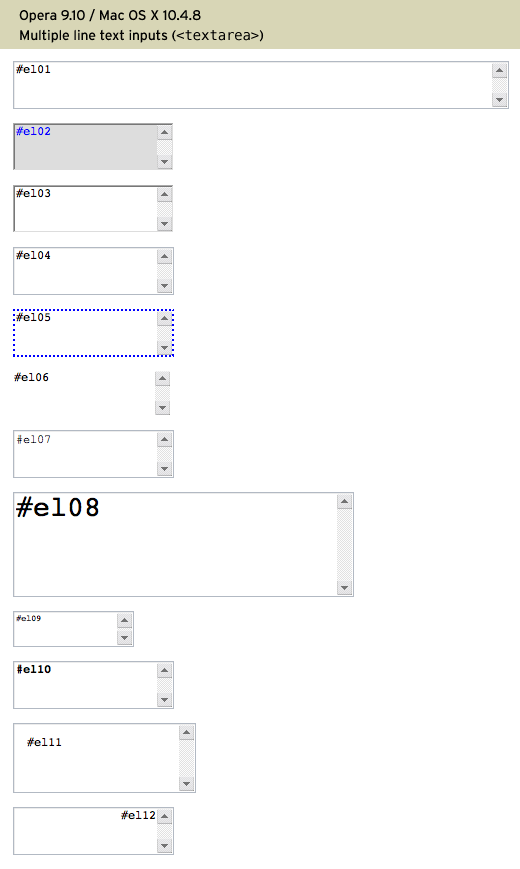 Opera 9.10 / Mac OS X 10.4.8
Multiple line text inputs (<textarea>)
#el01
#el02
#el03
#el04
#el05
#el06
#el07
#el08
#el09
#el10
#el11
#el12